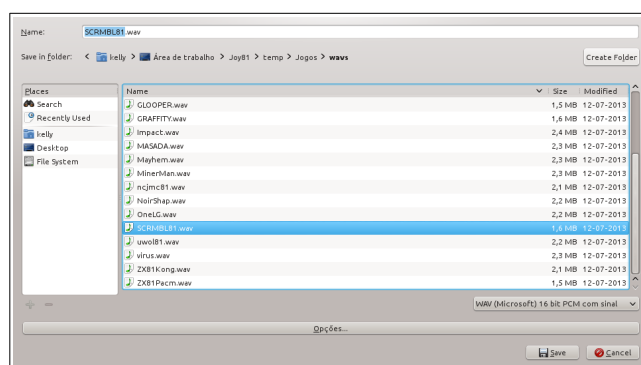 Name: SCRMBL81.wav
Save in folder: < kelly > Área de trabalho > Joy81 > temp > Jogos > wavs Create Folder
Places Name Size Modified
Search GLOOPER.wav 1,5 MB 12-07-2013
Recently Used GRAFFITY.wav 1,6 MB 12-07-2013
kelly Impact.wav 2,4 MB 12-07-2013
Desktop MASADA.wav 2,3 MB 12-07-2013
File System Mayhem.wav 2,3 MB 12-07-2013
MinerMan.wav 2,3 MB 12-07-2013
ncjmc81.wav 2,1 MB 12-07-2013
NoirShap.wav 2,2 MB 12-07-2013
OneLG.wav 2,2 MB 12-07-2013
SCRMBL81.wav 1,6 MB 12-07-2013
uwol81.wav 2,2 MB 12-07-2013
virus.wav 2,3 MB 12-07-2013
ZX81Kong.wav 2,1 MB 12-07-2013
ZX81Pacm.wav 1,5 MB 12-07-2013
WAV (Microsoft) 16 bit PCM com sinal
Opções...
Save Cancel